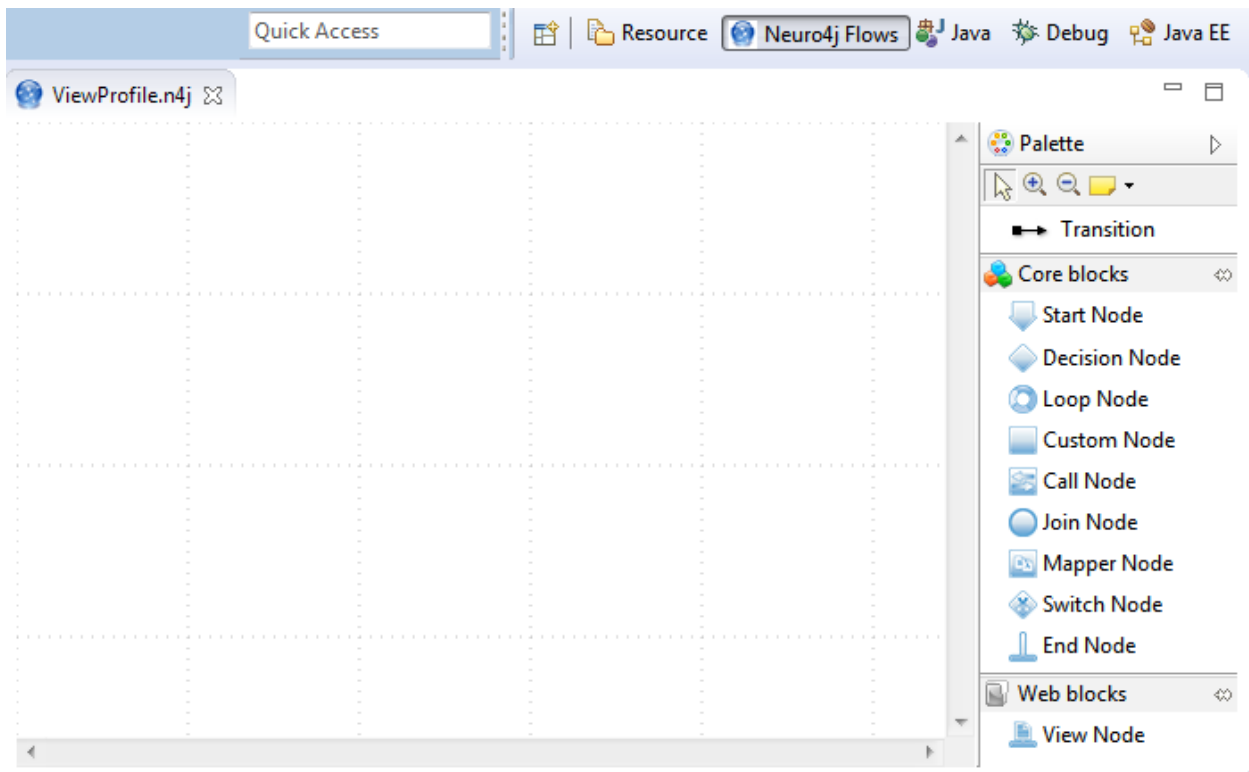 Quick Access
Resource
Neuro4j Flows
Java
Debug
Java EE
ViewProfile.n4j
Palette
Transition
Core blocks
Start Node
Decision Node
Loop Node
Custom Node
Call Node
Join Node
Mapper Node
Switch Node
End Node
Web blocks
View Node